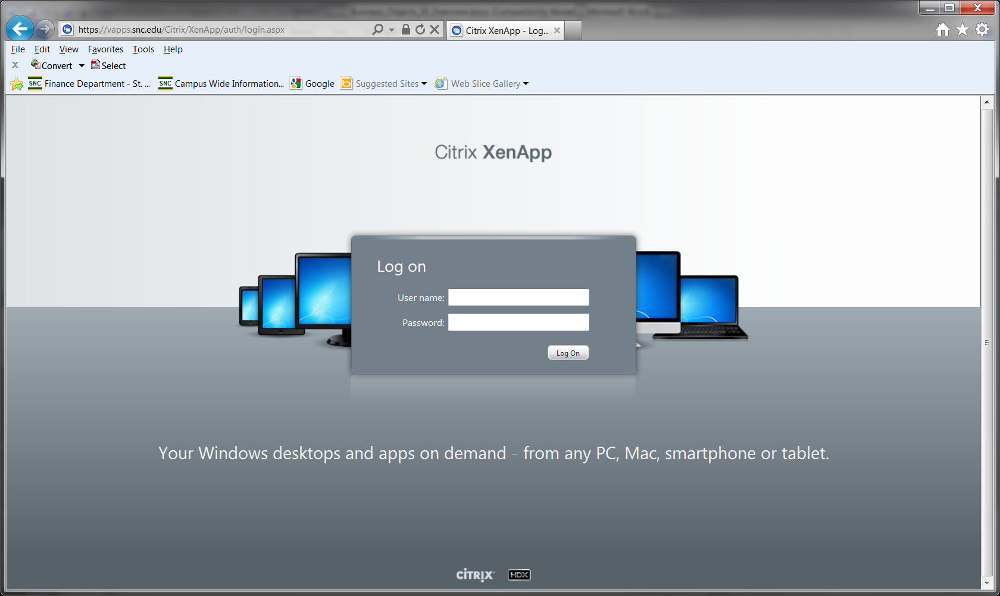 https://vapps.snc.edu/Citrix/XenApp/auth/login.aspx
Citrix XenApp - Log...
File Edit View Favorites Tools Help
Convert Select
SNC Finance Department - St. ... SNC Campus Wide Information... Google Suggested Sites Web Slice Gallery
Citrix XenApp
Log on
User name:
Password:
Log On
Your Windows desktops and apps on demand - from any PC, Mac, smartphone or tablet.
CITRIX HDX